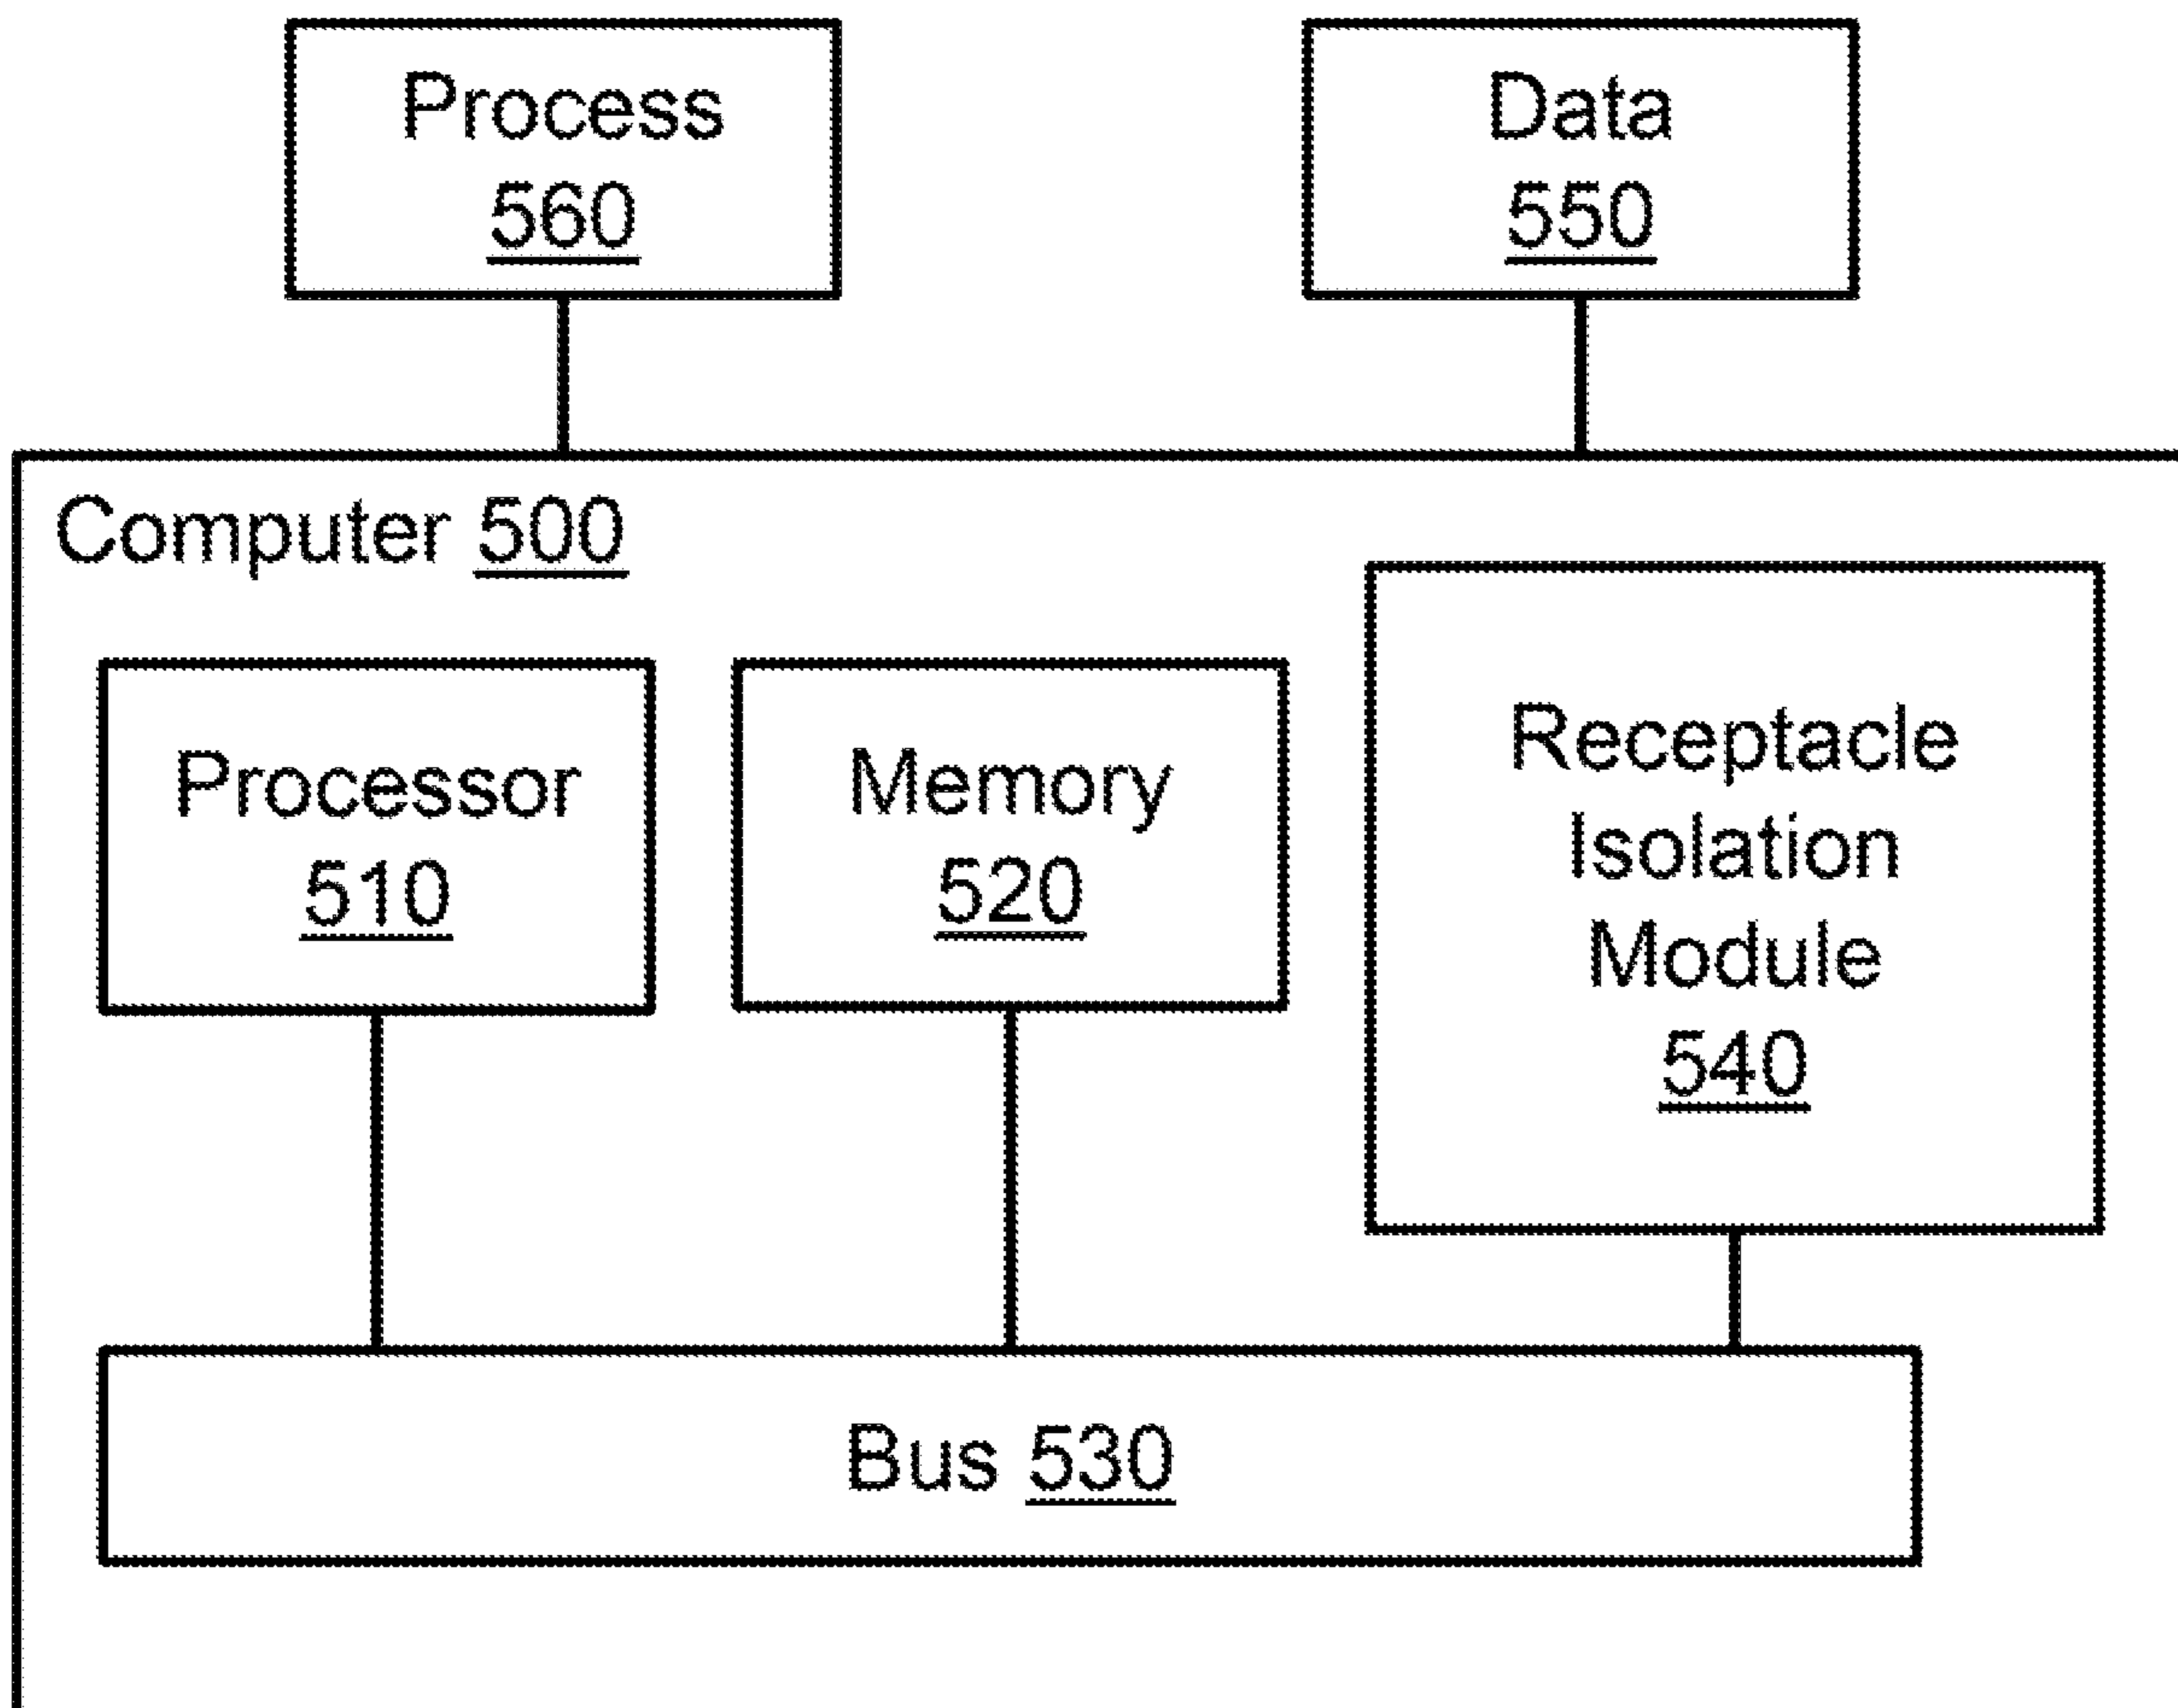 Process
560
Data
550
Computer 500
Processor
510
Memory
520
Receptacle
Isolation
Module
540
Bus 530